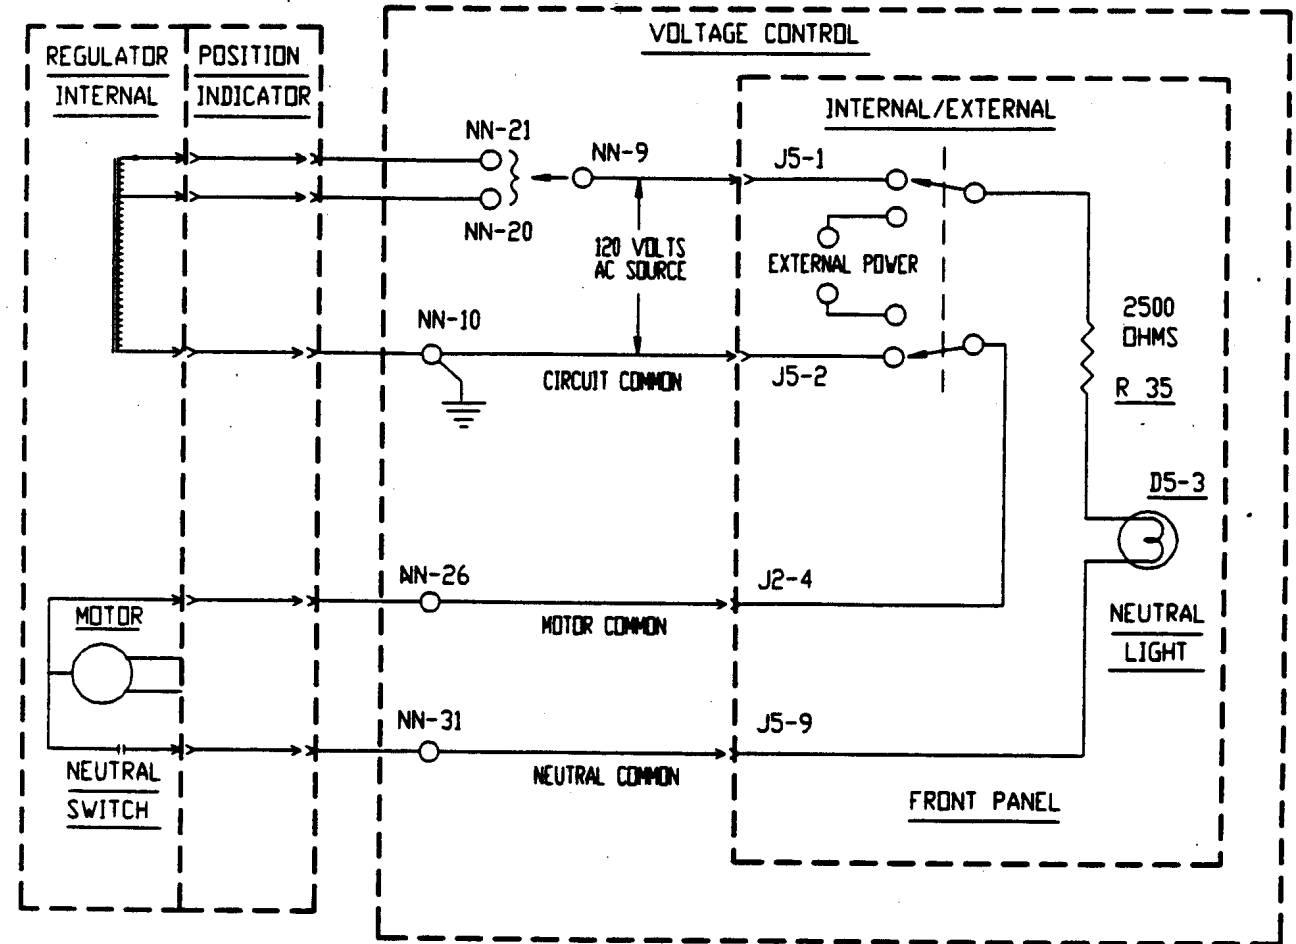 VOLTAGE CONTROL
REGULATOR
INTERNAL
POSITION
INDICATOR
INTERNAL/EXTERNAL
NN-21
NN-9
J5-1
NN-20
120 VOLTS
AC SOURCE
EXTERNAL POWER
NN-10
2500
OHMS
CIRCUIT COMMON
J5-2
R 35
D5-3
NN-26
J2-4
MOTOR
MOTOR COMMON
NEUTRAL
LIGHT
NN-31
J5-9
NEUTRAL
SWITCH
NEUTRAL COMMON
FRONT PANEL